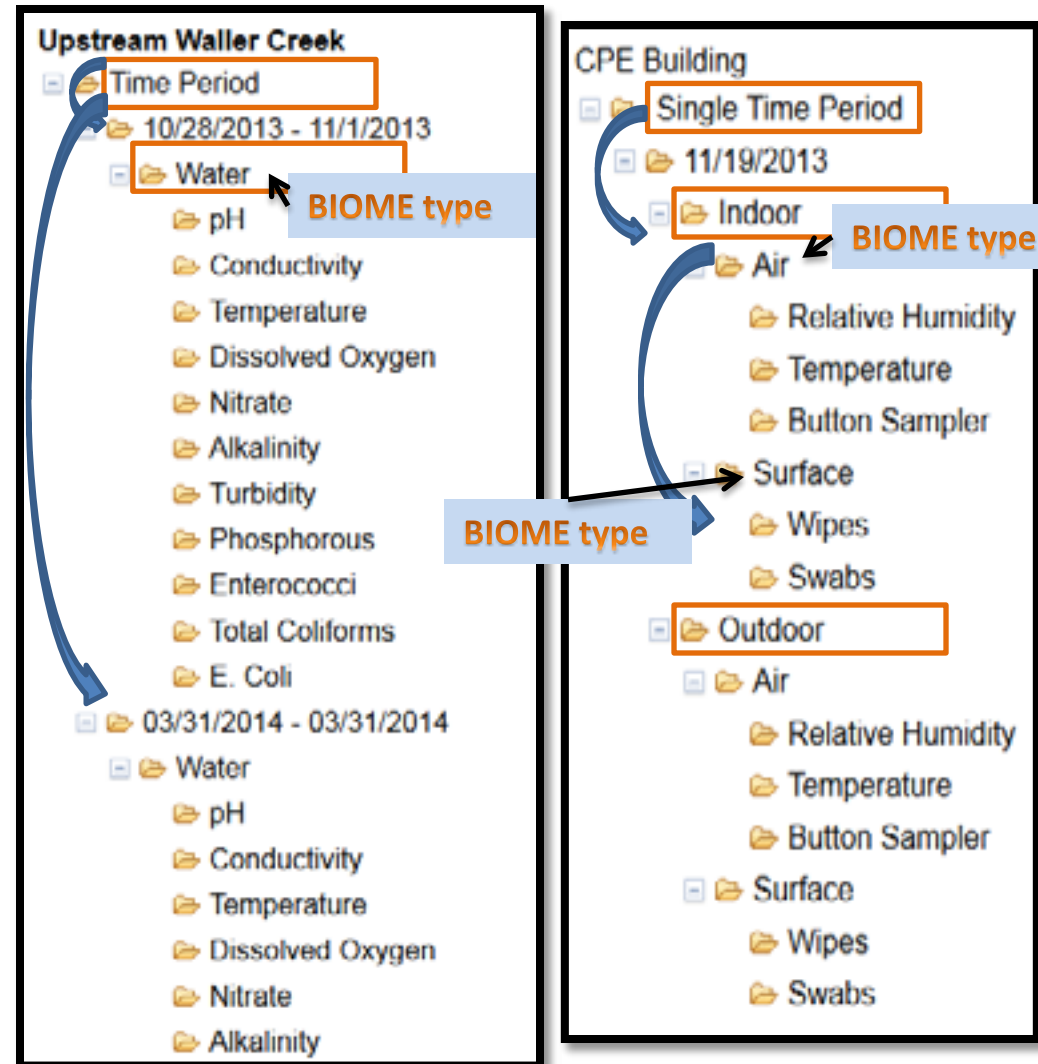 Upstream Waller Creek
Time Period
10/28/2013 - 11/1/2013
Water
BIOME type
pH
Conductivity
Temperature
Dissolved Oxygen
Nitrate
Alkalinity
Turbidity
Phosphorous
Enterococci
Total Coliforms
E. Coli
03/31/2014 - 03/31/2014
Water
pH
Conductivity
Temperature
Dissolved Oxygen
Nitrate
Alkalinity
CPE Building
Single Time Period
11/19/2013
Indoor
BIOME type
Air
Relative Humidity
Temperature
Button Sampler
Surface
BIOME type
Wipes
Swabs
Outdoor
Air
Relative Humidity
Temperature
Button Sampler
Surface
Wipes
Swabs